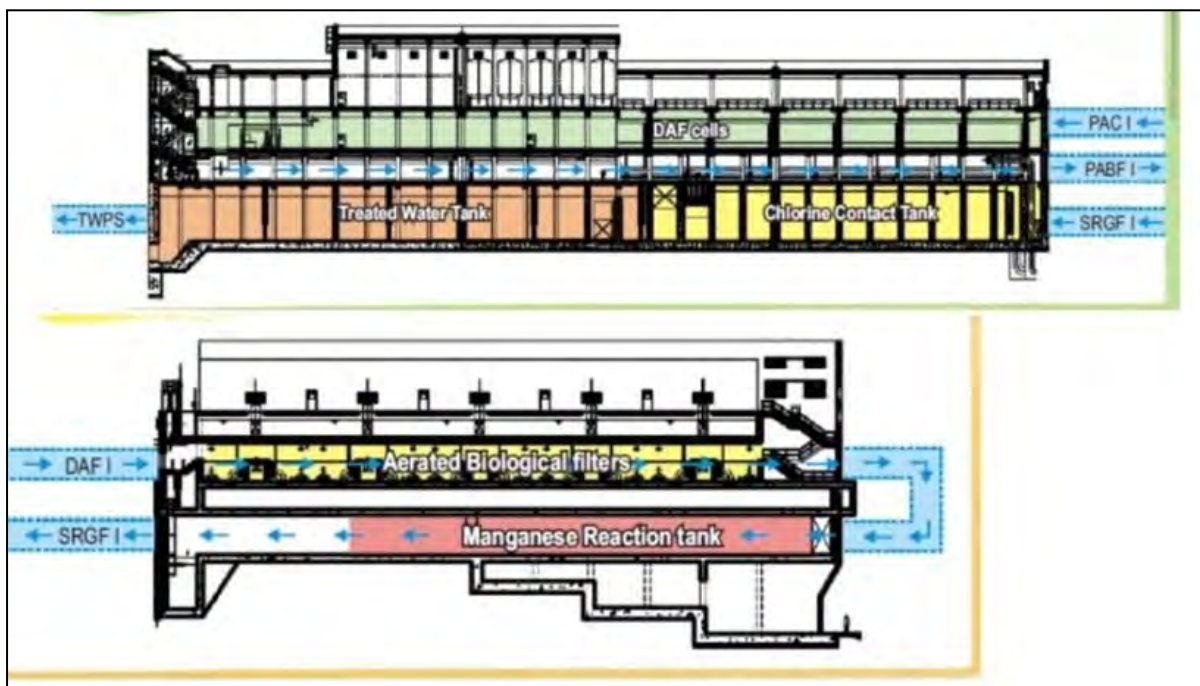 DAF cells
PAC I
PABF I
Treated Water Tank
Chlorine Contact Tank
TWPS
SRGF I
DAF I
Aerated Biological filters
SRGF I
Manganese Reaction tank